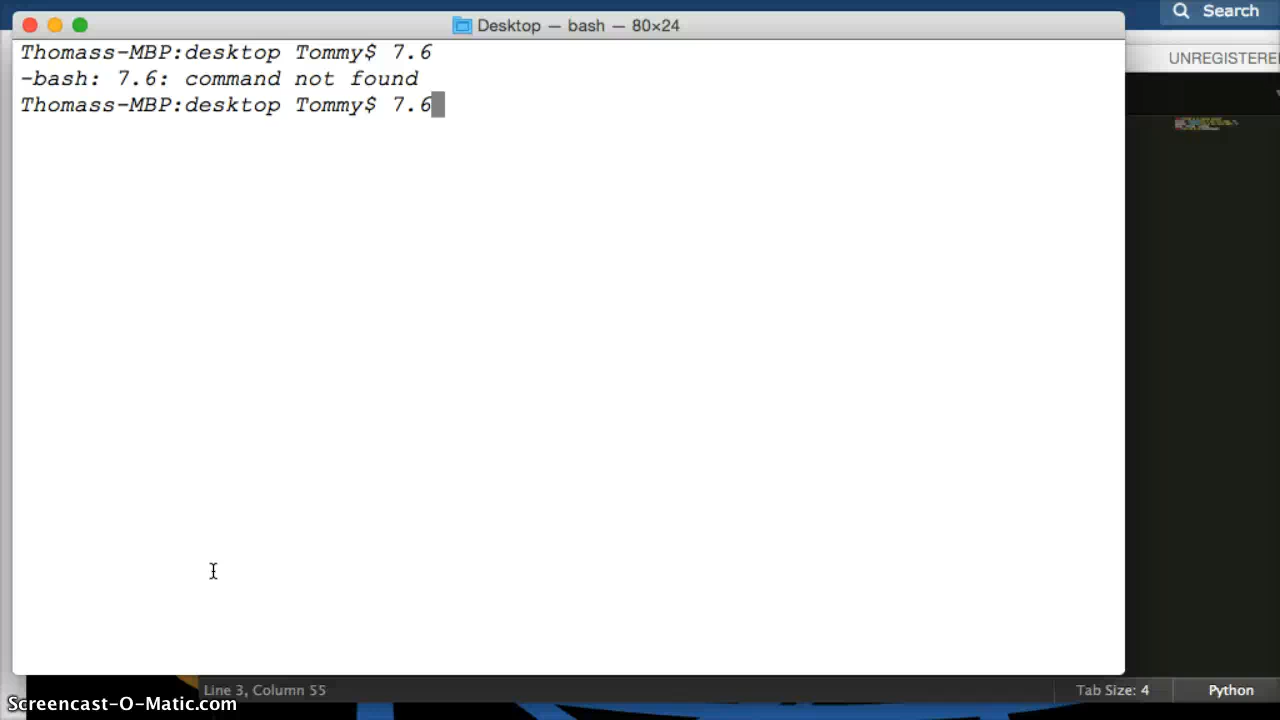 Desktop — bash — 80×24
Search
Thomass-MBP:desktop Tommy$ 7.6
-bash: 7.6: command not found
Thomass-MBP:desktop Tommy$ 7.6
UNREGISTERE
Line 3, Column 55
Tab Size: 4
Python
Screencast-O-Matic.com